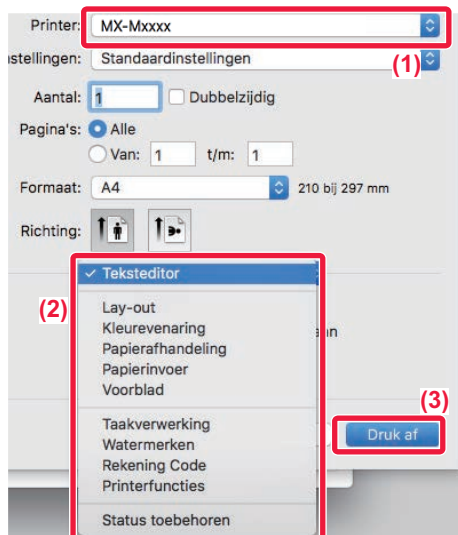 Printer: MX-Mxxxx
(1)
stellingen: Standaardinstellingen
Aantal: 1 Dubbelzijdig
Pagina's: Alle
Van: 1 t/m: 1
Formaat: A4 210 bij 297 mm
Richting:
✓ Teksteditor
(2)
Lay-out
Kleurevenaring
Papierafhandeling
Papierinvoer
Voorblad
Taakverwerking
Watermerken
Rekening Code
Printerfuncties
Status toebehoren
(3)
Druk af